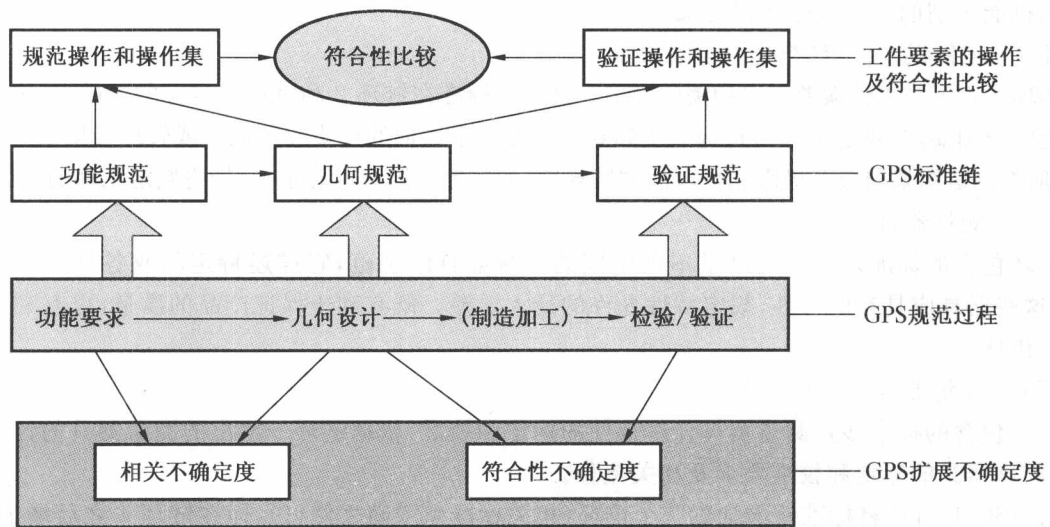 规范操作和操作集
符合性比较
验证操作和操作集
工件要素的操作
及符合性比较
功能规范
几何规范
验证规范
GPS标准链
功能要求
几何设计
(制造加工)
检验/验证
GPS规范过程
相关不确定度
符合性不确定度
GPS扩展不确定度